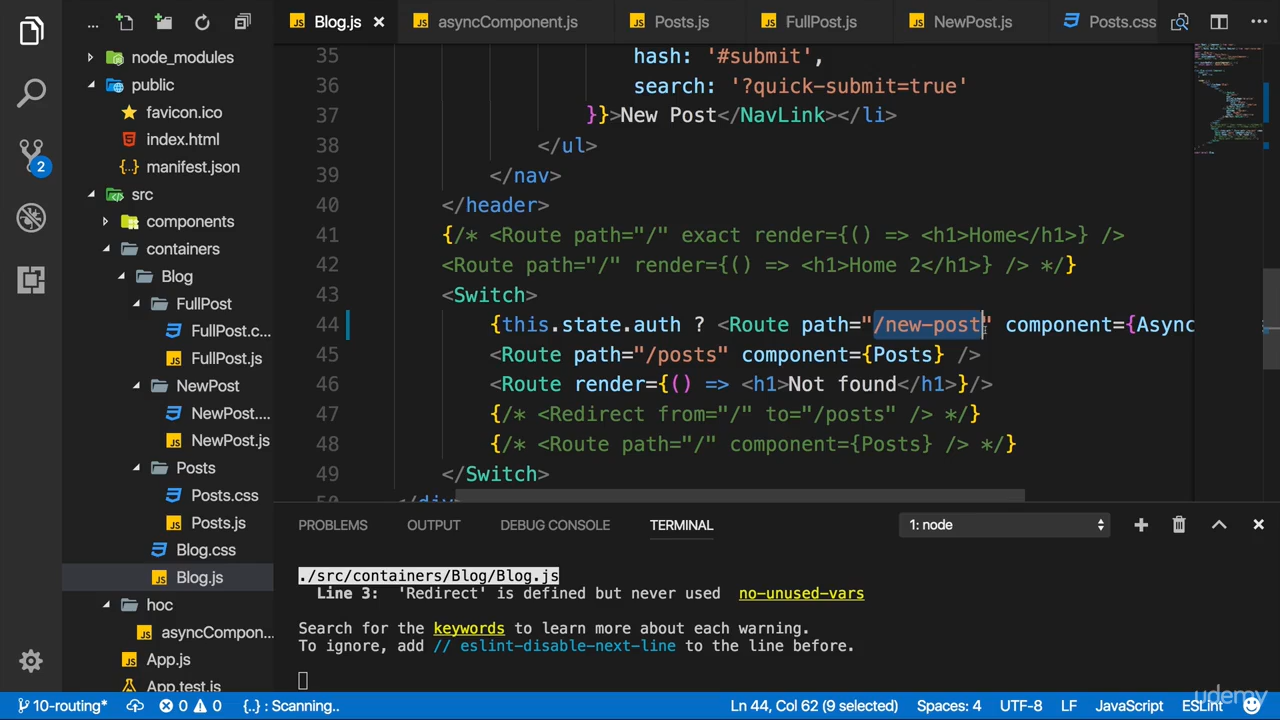 Blog.js
asyncComponent.js
Posts.js
FullPost.js
NewPost.js
Posts.css
...
node_modules
public
favicon.ico
index.html
{..} manifest.json
src
components
containers
Blog
FullPost
FullPost.c...
FullPost.js
NewPost
NewPost....
NewPost.js
Posts
Posts.css
Posts.js
Blog.css
Blog.js
hoc
asyncCompon...
App.js
App.test.js
2
35 hash: '#submit',
36 search: '?quick-submit=true'
37 }}>New Post</NavLink></li>
38 </ul>
39 </nav>
40 </header>
41 {/* <Route path="/" exact render={() => <h1>Home</h1>} />
42 <Route path="/" render={() => <h1>Home 2</h1>} /> */}
43 <Switch>
44 {this.state.auth ? <Route path="/new-post" component={Async
45 <Route path="/posts" component={Posts} />
46 <Route render={() => <h1>Not found</h1>}/>
47 {/* <Redirect from="/" to="/posts" /> */}
48 {/* <Route path="/" component={Posts} /> */}
49 </Switch>
50 </div>
PROBLEMS OUTPUT DEBUG CONSOLE TERMINAL 1: node
./src/containers/Blog/Blog.js
Line 3: 'Redirect' is defined but never used no-unused-vars
Search for the keywords to learn more about each warning.
To ignore, add // eslint-disable-next-line to the line before.
10-routing* 0 0 {..} : Scanning.. Ln 44, Col 62 (9 selected) Spaces: 4 UTF-8 LF JavaScript ESLint
udemy